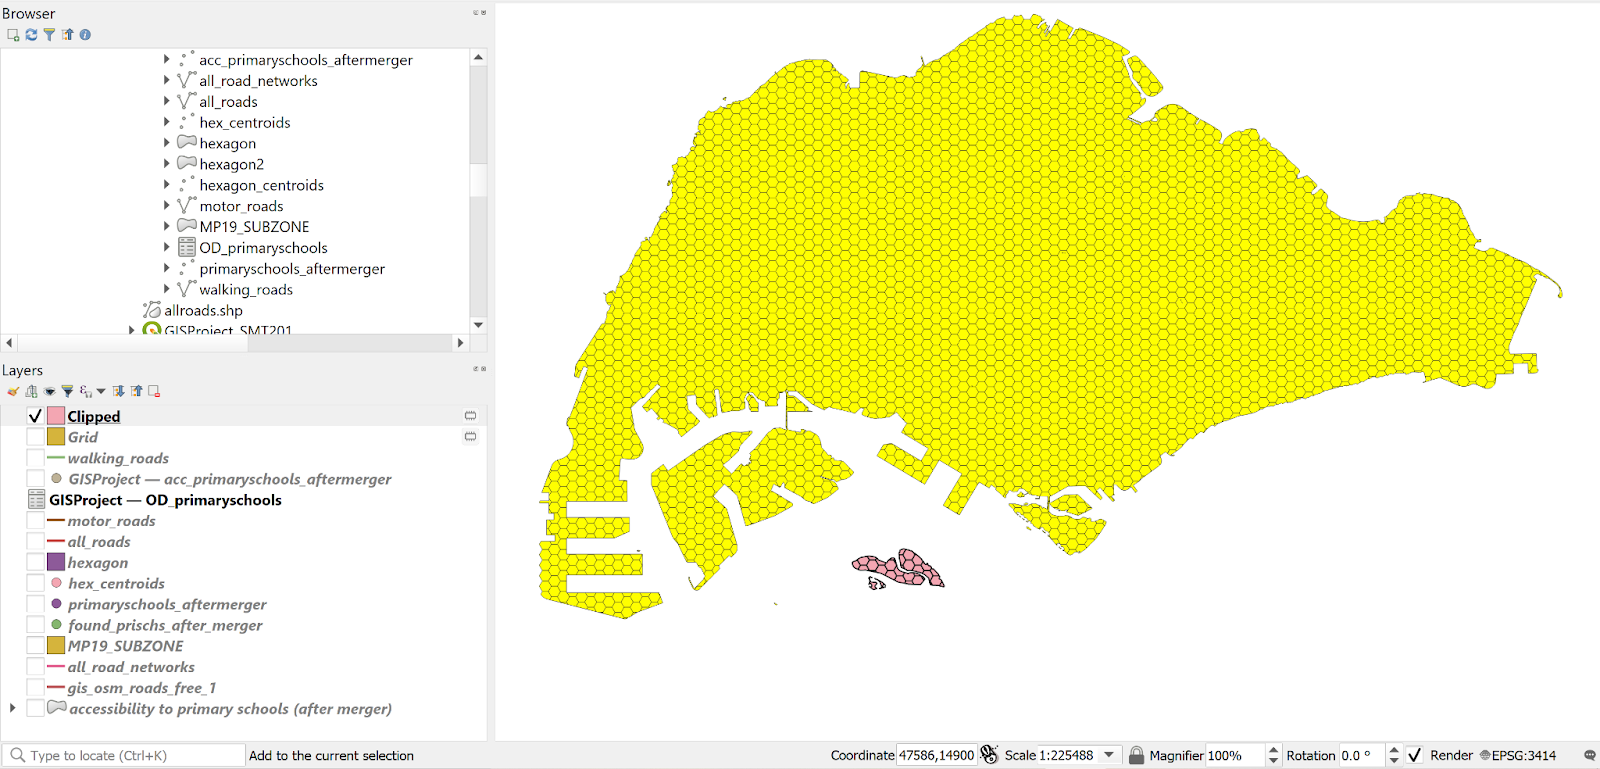 Browser
acc_primaryschools_aftermerger
all_road_networks
all_roads
hex_centroids
hexagon
hexagon2
hexagon_centroids
motor_roads
MP19_SUBZONE
OD_primaryschools
primaryschools_aftermerger
walking_roads
allroads.shp
GISProject_SMT201
Layers
Clipped
Grid
walking_roads
GISProject — acc_primaryschools_aftermerger
GISProject — OD_primaryschools
motor_roads
all_roads
hexagon
hex_centroids
primaryschools_aftermerger
found_prischs_after_merger
MP19_SUBZONE
all_road_networks
gis_osm_roads_free_1
accessibility to primary schools (after merger)
Type to locate (Ctrl+K) Add to the current selection Coordinate 47586,14900 Scale 1:225488 Magnifier 100% Rotation 0.0 ° Render EPSG:3414